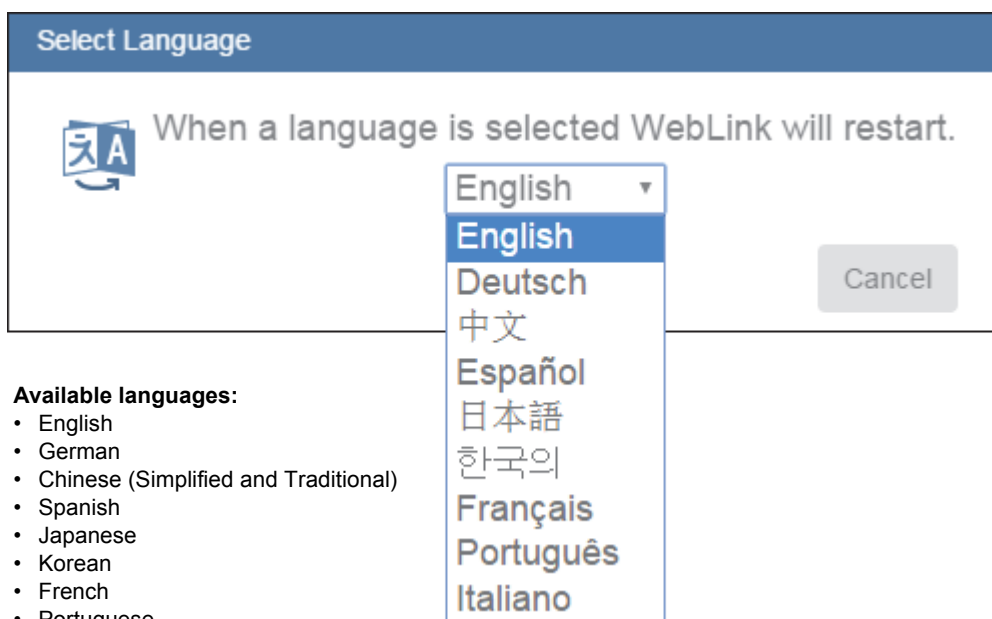 Select Language
When a language is selected WebLink will restart.
English
English
Deutsch
中文
Español
日本語
한국의
Français
Português
Italiano
Cancel
Available languages:
• English
• German
• Chinese (Simplified and Traditional)
• Spanish
• Japanese
• Korean
• French
• Portuguese